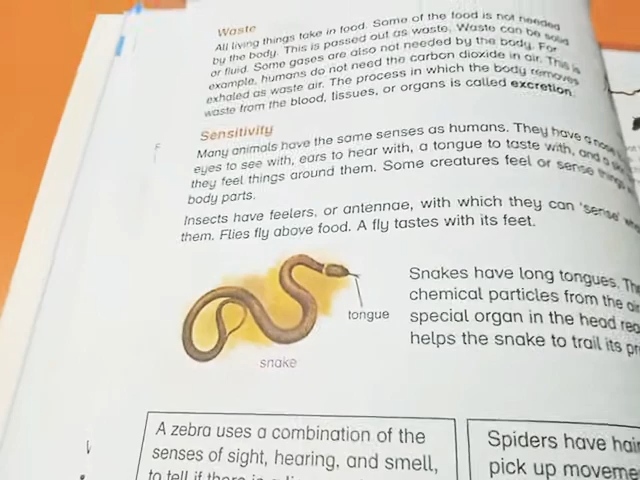 Waste
All living things take in food. Some of the food is not needed
by the body. This is passed out as waste. Waste can be solid
or fluid. Some gases are also not needed by the body. For
example, humans do not need the carbon dioxide in air. This is
exhaled as waste air. The process in which the body removes
waste from the blood, tissues, or organs is called excretion.
Sensitivity
Many animals have the same senses as humans. They have a nose
eyes to see with, ears to hear with, a tongue to taste with, and a
they feel things around them. Some creatures feel or sense things
body parts.
Insects have feelers, or antennae, with which they can 'sense'
them. Flies fly above food. A fly tastes with its feet.
Snakes have long tongues.
chemical particles from the
special organ in the head
helps the snake to trail its
tongue
snake
A zebra uses a combination of the
senses of sight, hearing, and smell,
to tell if there is a
Spiders have
pick up